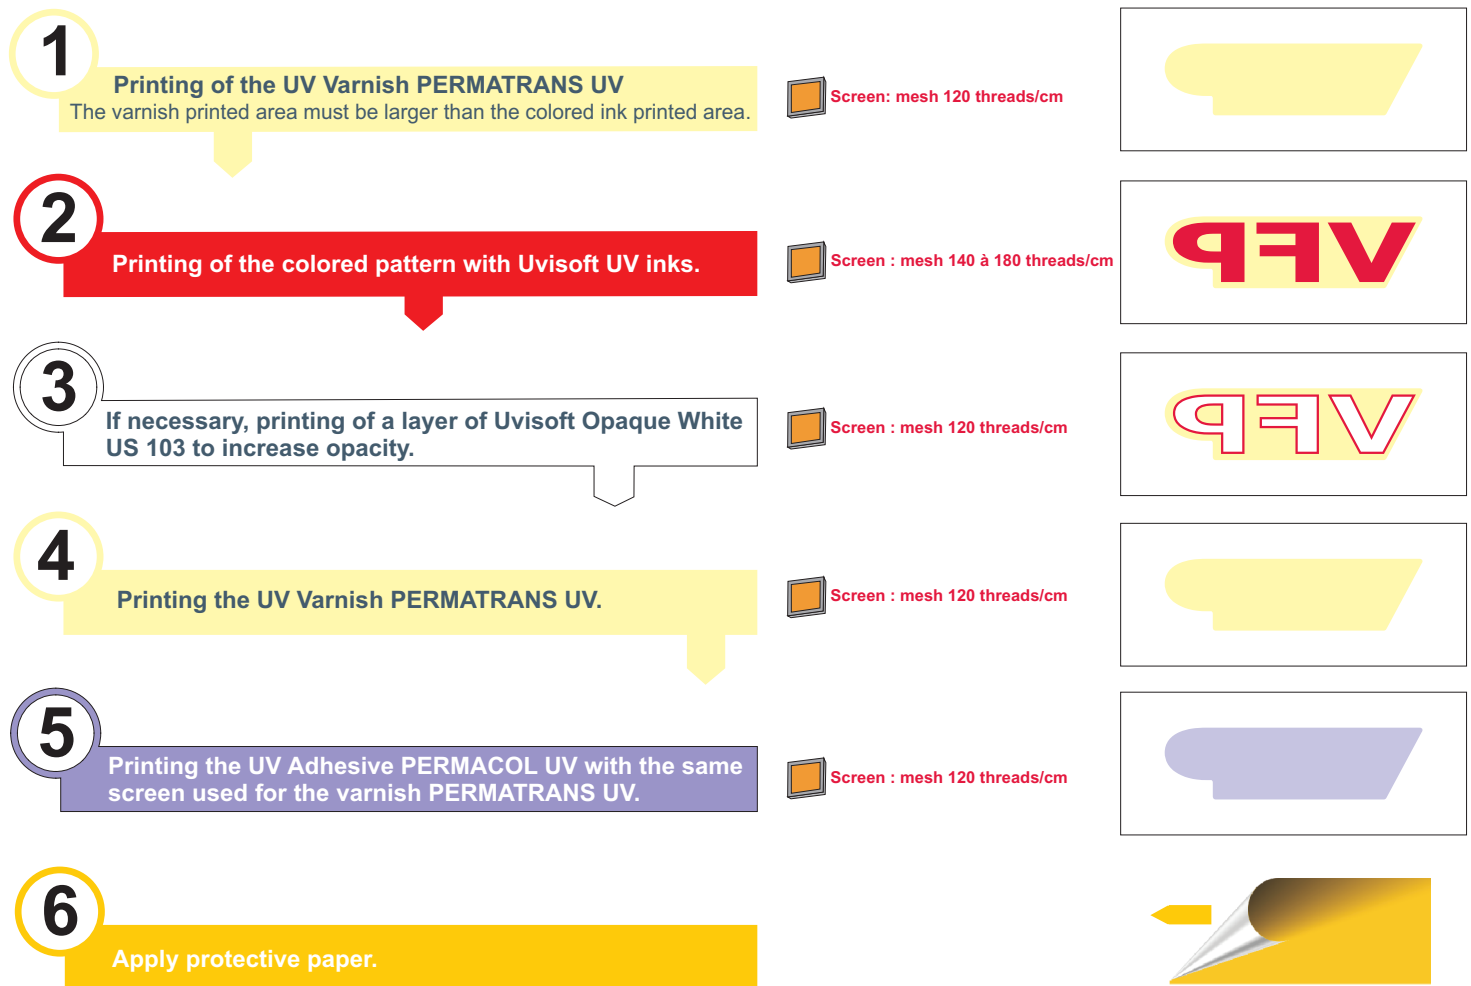 1
Printing of the UV Varnish PERMATRANS UV
The varnish printed area must be larger than the colored ink printed area.
Screen: mesh 120 threads/cm
2
Printing of the colored pattern with Uvisoft UV inks.
Screen : mesh 140 à 180 threads/cm
VFP
3
If necessary, printing of a layer of Uvisoft Opaque White
US 103 to increase opacity.
Screen : mesh 120 threads/cm
VFP
4
Printing the UV Varnish PERMATRANS UV.
Screen : mesh 120 threads/cm
5
Printing the UV Adhesive PERMACOL UV with the same
screen used for the varnish PERMATRANS UV.
Screen : mesh 120 threads/cm
6
Apply protective paper.